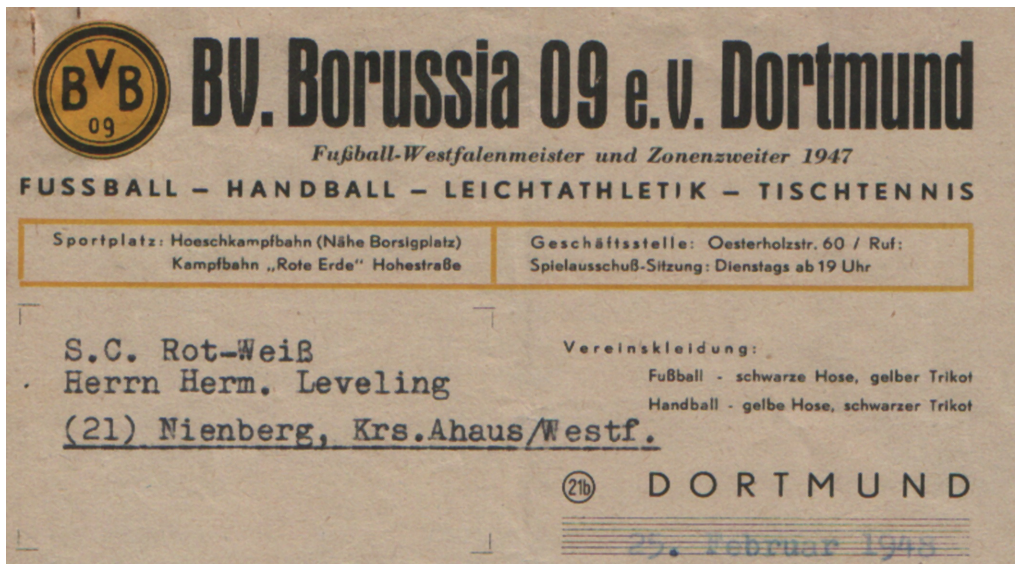 BVB
09
BV. Borussia 09 e.v. Dortmund
Fußball-Westfalenmeister und Zonenzweiter 1947
FUSSBALL – HANDBALL – LEICHTATHLETIK – TISCHTENNIS
Sportplatz: Hoeschkampfbahn (Nähe Borsigplatz)
Kampfbahn „Rote Erde“ Hohestraße
Geschäftsstelle: Oesterholzstr. 60 / Ruf:
Spielausschuß-Sitzung: Dienstags ab 19 Uhr
S.C. Rot-Weiß
Herrn Herm. Leveling
(21) Nienberg, Krs.Ahaus/Westf.
Vereinskleidung:
Fußball - schwarze Hose, gelber Trikot
Handball - gelbe Hose, schwarzer Trikot
21b DORTMUND
25. Februar 1948